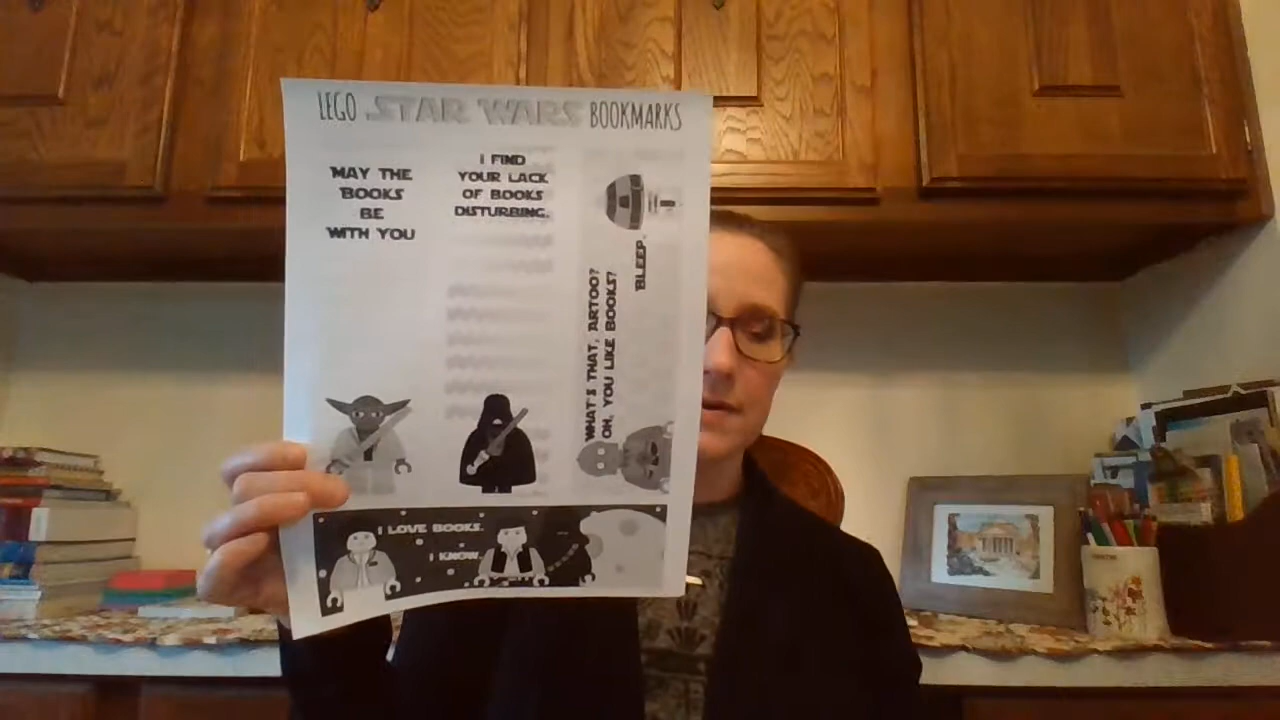 LEGO STAR WARS BOOKMARKS
MAY THE
BOOKS
BE
WITH YOU
I FIND
YOUR LACK
OF BOOKS
DISTURBING.
WHAT'S THAT, ARTOO?
OH, YOU LIKE BOOKS?
BLEEP.
I LOVE BOOKS.
I KNOW.